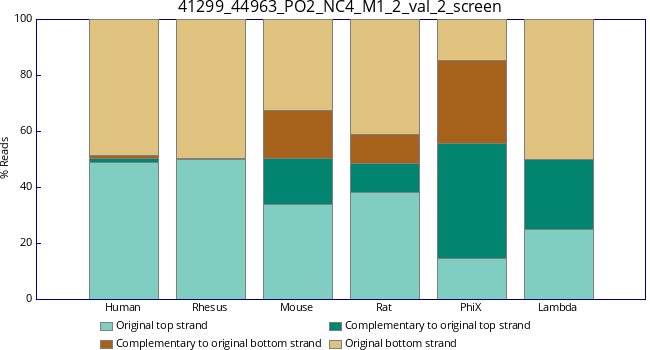 41299_44963_PO2_NC4_M1_2_val_2_screen
100
80
60
40
20
0
% Reads
Human Rhesus Mouse Rat PhiX Lambda
Original top strand Complementary to original top strand
Complementary to original bottom strand Original bottom strand